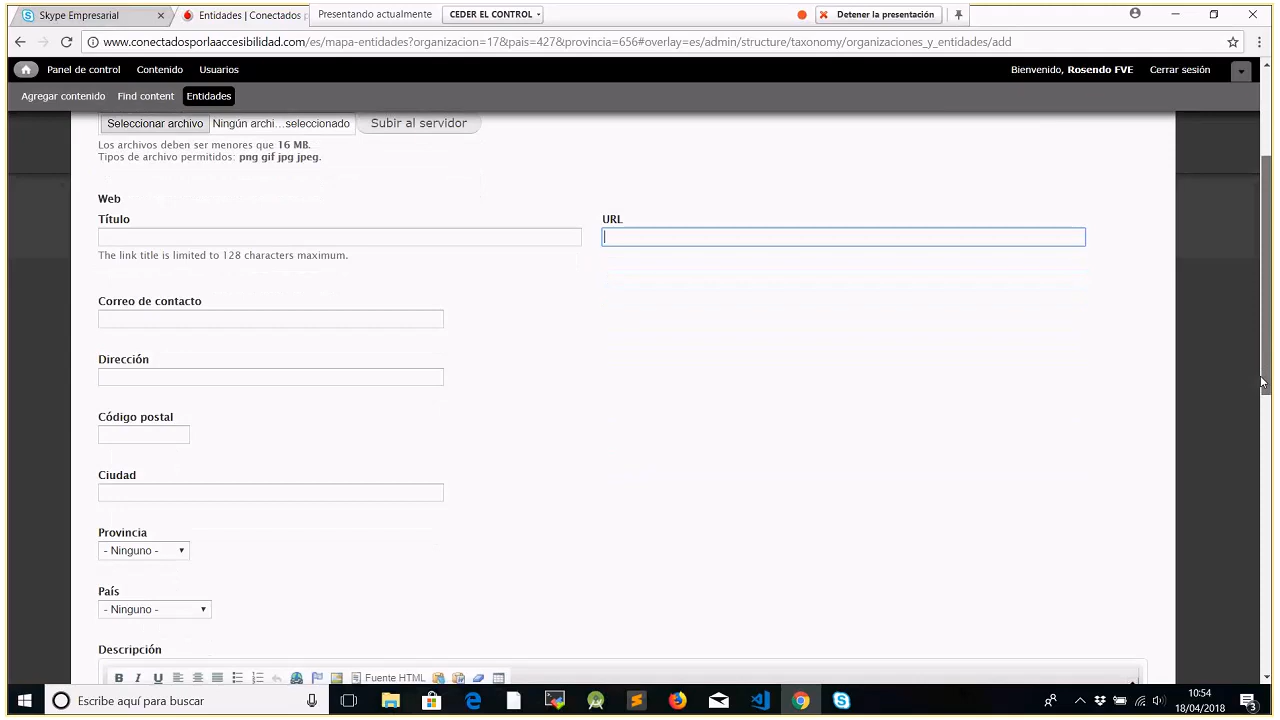 Skype Empresarial
Entidades | Conectados p
Presentando actualmente
CEDER EL CONTROL
Detener la presentación
www.conectadosporlaaccesibilidad.com/es/mapa-entidades?organizacion=17&pais=427&provincia=656#overlay=es/admin/structure/taxonomy/organizaciones_y_entidades/add
Panel de control Contenido Usuarios
Bienvenido, Rosendo FVE Cerrar sesión
Agregar contenido Find content Entidades
Seleccionar archivo Ningún archi...seleccionado Subir al servidor
Los archivos deben ser menores que 16 MB.
Tipos de archivo permitidos: png gif jpg jpeg.
Web
Título URL
The link title is limited to 128 characters maximum.
Correo de contacto
Dirección
Código postal
Ciudad
Provincia
- Ninguno -
País
- Ninguno -
Descripción
B I U Fuente HTML
Escribe aquí para buscar
10:54
18/04/2018
3